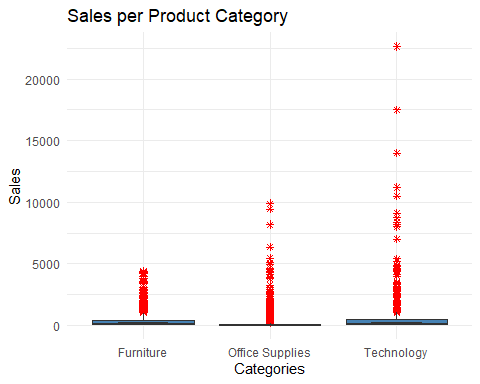 Sales per Product Category
Sales
20000
15000
10000
5000
0
Furniture
Office Supplies
Technology
Categories